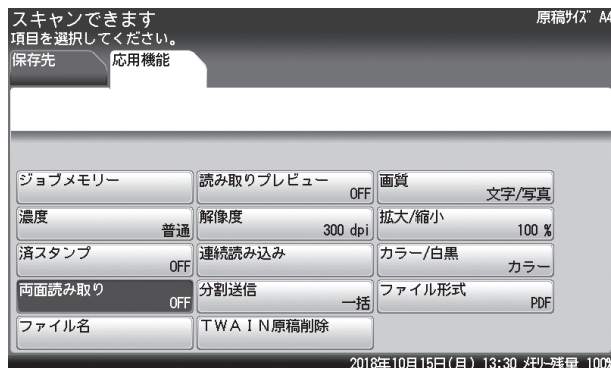 スキャンできます 原稿ｻｲｽﾞ A4
項目を選択してください。
保存先 応用機能
ジョブメモリー 読み取りプレビュー OFF 画質 文字/写真
濃度 普通 解像度 300 dpi 拡大/縮小 100 %
済スタンプ OFF 連続読み込み カラー/白黒 カラー
両面読み取り OFF 分割送信 一括 ファイル形式 PDF
ファイル名 ＴＷＡＩＮ原稿削除
2018年10月15日(月) 13:30 ﾒﾓﾘｰ残量 100%